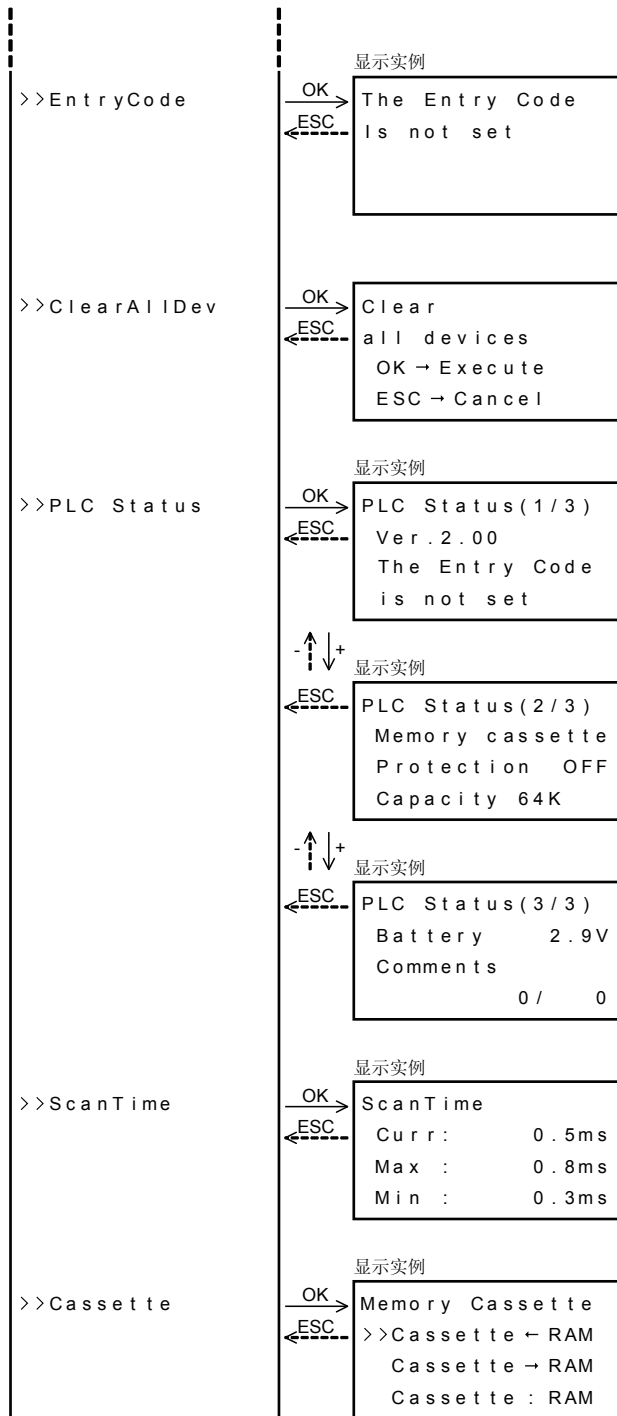 显示实例
>>EntryCode
OK
ESC
The Entry Code
Is not set
>>ClearAllDev
OK
ESC
Clear
all devices
OK→Execute
ESC→Cancel
显示实例
>>PLC Status
OK
ESC
PLC Status(1/3)
Ver.2.00
The Entry Code
is not set
- +
显示实例
ESC
PLC Status(2/3)
Memory cassette
Protection OFF
Capacity 64K
- +
显示实例
ESC
PLC Status(3/3)
Battery 2.9V
Comments
0/ 0
显示实例
>>ScanTime
OK
ESC
ScanTime
Curr: 0.5ms
Max : 0.8ms
Min : 0.3ms
显示实例
>>Cassette
OK
ESC
Memory Cassette
>>Cassette←RAM
Cassette→RAM
Cassette:RAM